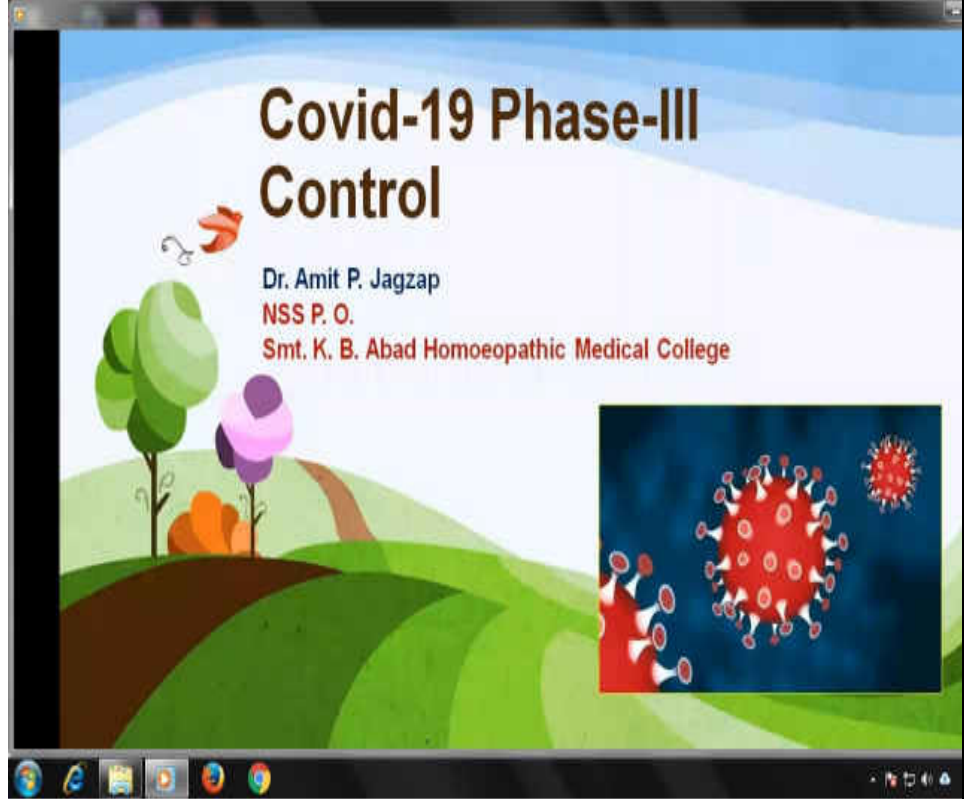 Covid-19 Phase-III
Control
Dr. Amit P. Jagzap
NSS P. O.
Smt. K. B. Abad Homoeopathic Medical College